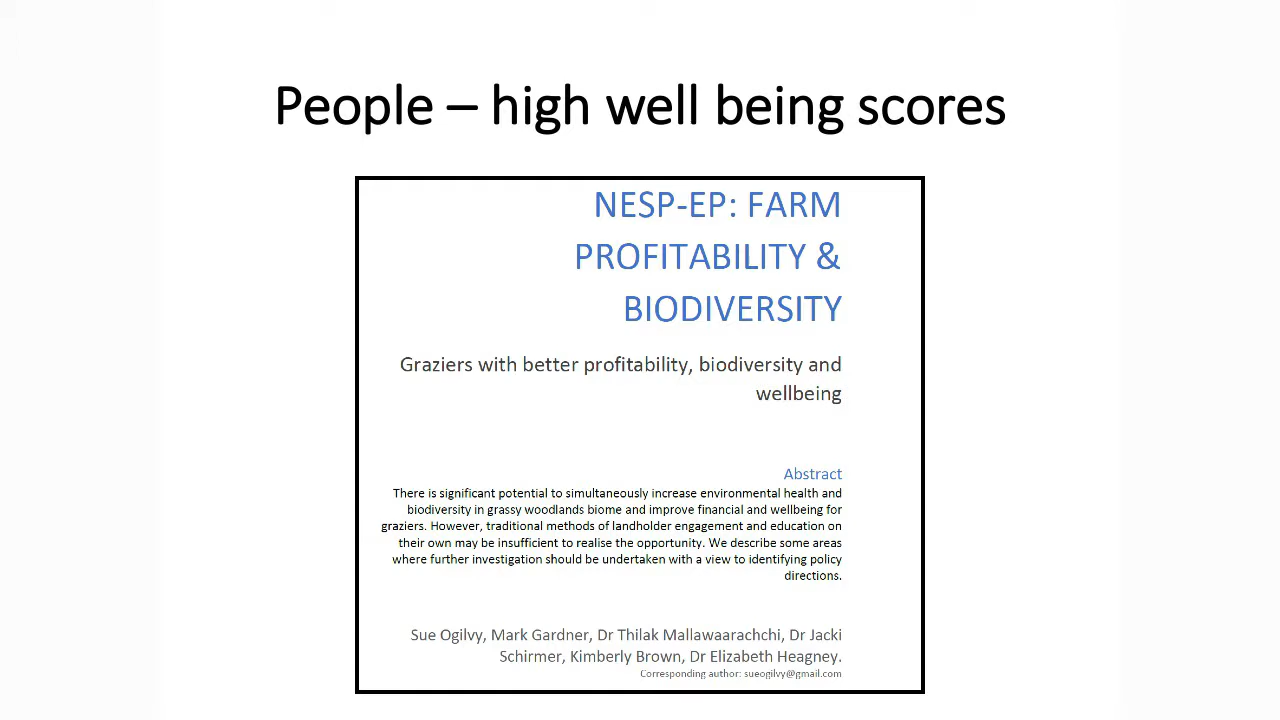 People – high well being scores
NESP-EP: FARM
PROFITABILITY &
BIODIVERSITY
Graziers with better profitability, biodiversity and
wellbeing
Abstract
There is significant potential to simultaneously increase environmental health and
biodiversity in grassy woodlands biome and improve financial and wellbeing for
graziers. However, traditional methods of landholder engagement and education on
their own may be insufficient to realise the opportunity. We describe some areas
where further investigation should be undertaken with a view to identifying policy
directions.
Sue Ogilvy, Mark Gardner, Dr Thilak Mallawaarachchi, Dr Jacki
Schirmer, Kimberly Brown, Dr Elizabeth Heagney.
Corresponding author: sueogilvy@gmail.com